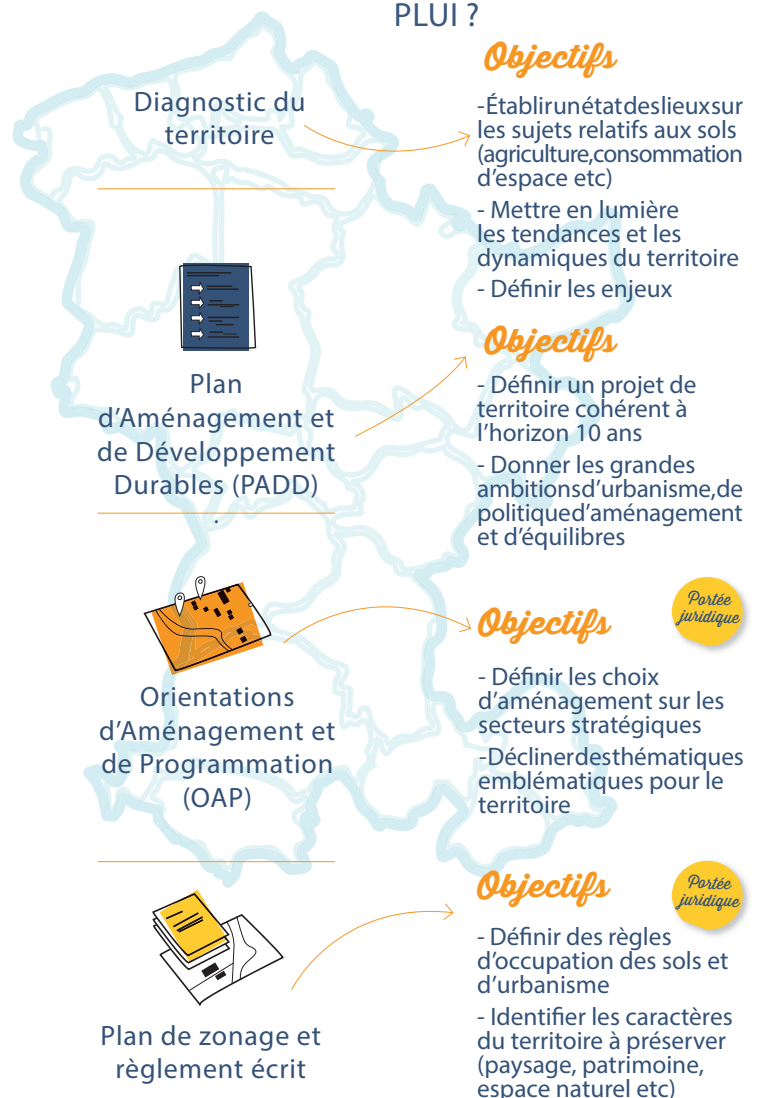 PLUI ?
Diagnostic du
territoire
Objectifs
-Établirunétatdeslieuxsur
les sujets relatifs aux sols
(agriculture,consommation
d'espace etc)
- Mettre en lumière
les tendances et les
dynamiques du territoire
- Définir les enjeux
Plan
d'Aménagement et
de Développement
Durables (PADD)
.
Objectifs
- Définir un projet de
territoire cohérent à
l'horizon 10 ans
- Donner les grandes
ambitionsd'urbanisme,de
politiqued'aménagement
et d'équilibres
Orientations
d'Aménagement et
de Programmation
(OAP)
Objectifs
Portée
juridique
- Définir les choix
d'aménagement sur les
secteurs stratégiques
-Déclinerdesthématiques
emblématiques pour le
territoire
Plan de zonage et
règlement écrit
Objectifs
Portée
juridique
- Définir des règles
d'occupation des sols et
d'urbanisme
- Identifier les caractères
du territoire à préserver
(paysage, patrimoine,
espace naturel etc)